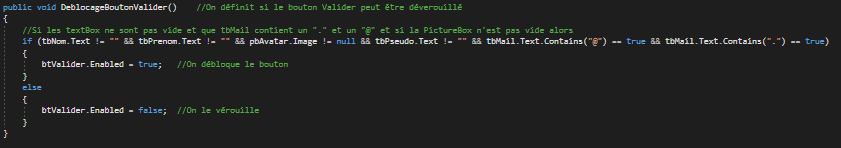 public void DeblocageBoutonValider()    //On définit si le bouton Valider peut être déverouillé
{
    //Si les textBox ne sont pas vide et que tbMail contient un "." et un "@" et si la PictureBox n'est pas vide alors
    if (tbNom.Text != "" && tbPrenom.Text != "" && pbAvatar.Image != null && tbPseudo.Text != "" && tbMail.Text.Contains("@") == true && tbMail.Text.Contains(".") == true)
    {
        btValider.Enabled = true;   //On débloque le bouton
    }
    else
    {
        btValider.Enabled = false;  //On le vérouille
    }
}